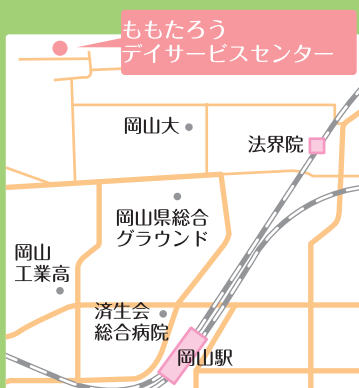 ももたろう
デイサービスセンター
岡山大
法界院
岡山県総合
グラウンド
岡山
工業高
済生会
総合病院
岡山駅